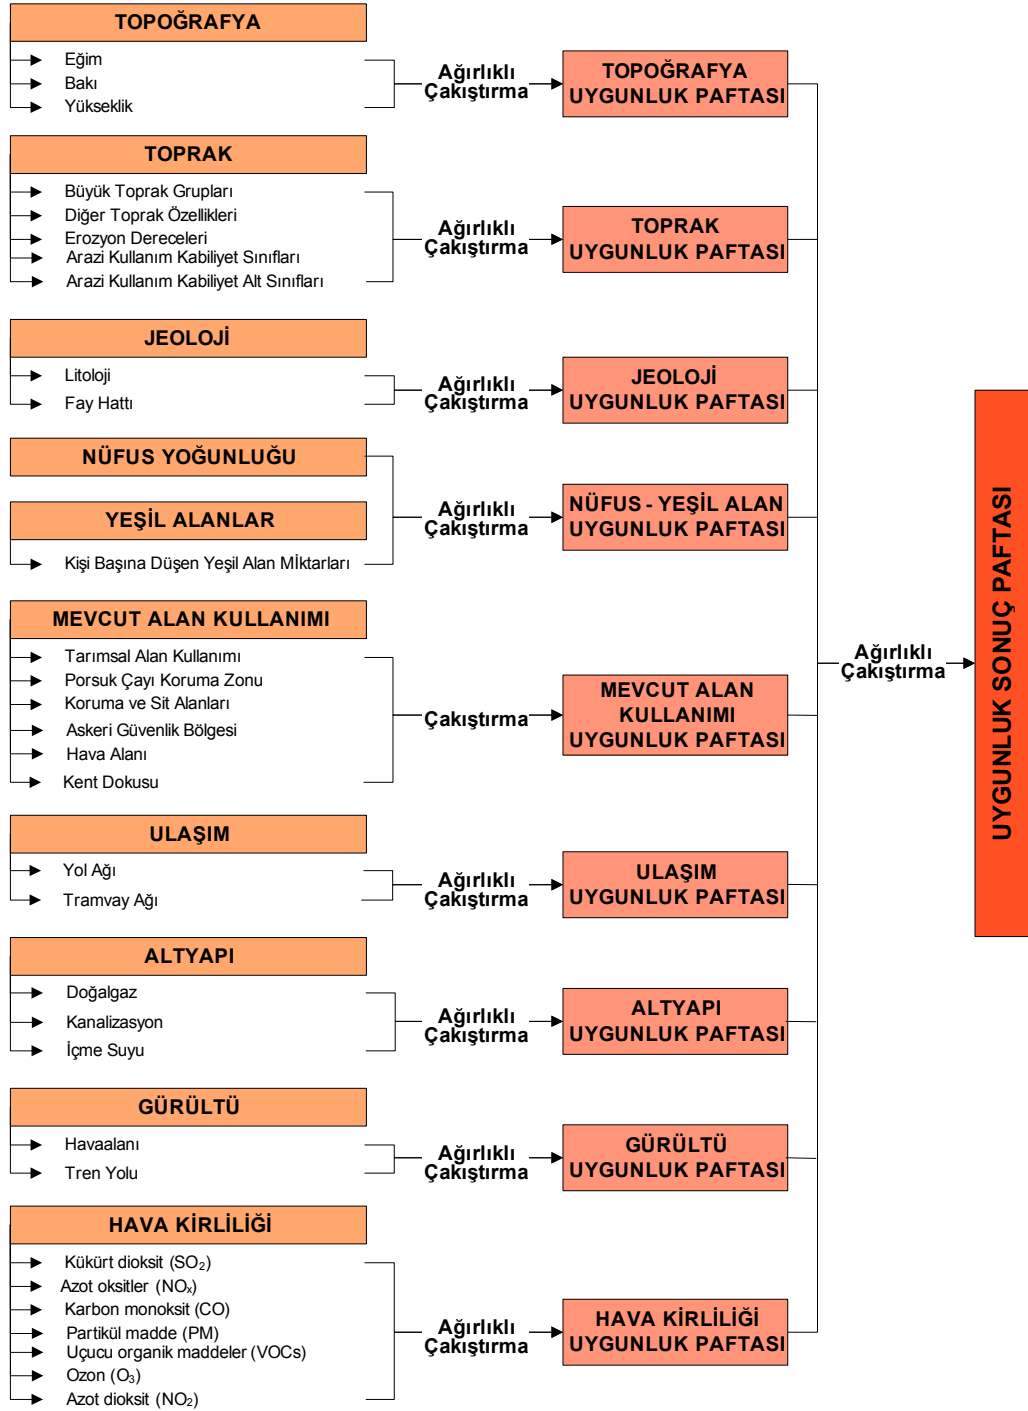 TOPOĞRAFYA
Eğim
Bakı
Yükseklik
Ağırlıklı
Çakıştırma
TOPOĞRAFYA
UYGUNLUK PAFTASI
TOPRAK
Büyük Toprak Grupları
Diğer Toprak Özellikleri
Erozyon Dereceleri
Arazi Kullanım Kabiliyet Sınıfları
Arazi Kullanım Kabiliyet Alt Sınıfları
Ağırlıklı
Çakıştırma
TOPRAK
UYGUNLUK PAFTASI
JEOLOJİ
Litoloji
Fay Hattı
Ağırlıklı
Çakıştırma
JEOLOJİ
UYGUNLUK PAFTASI
NÜFUS YOĞUNLUĞU
YEŞİL ALANLAR
Kişi Başına Düşen Yeşil Alan Mİktarları
Ağırlıklı
Çakıştırma
NÜFUS - YEŞİL ALAN
UYGUNLUK PAFTASI
MEVCUT ALAN KULLANIMI
Tarımsal Alan Kullanımı
Porsuk Çayı Koruma Zonu
Koruma ve Sit Alanları
Askeri Güvenlik Bölgesi
Hava Alanı
Kent Dokusu
Çakıştırma
MEVCUT ALAN
KULLANIMI
UYGUNLUK PAFTASI
ULAŞIM
Yol Ağı
Tramvay Ağı
Ağırlıklı
Çakıştırma
ULAŞIM
UYGUNLUK PAFTASI
ALTYAPI
Doğalgaz
Kanalizasyon
İçme Suyu
Ağırlıklı
Çakıştırma
ALTYAPI
UYGUNLUK PAFTASI
GÜRÜLTÜ
Havaalanı
Tren Yolu
Ağırlıklı
Çakıştırma
GÜRÜLTÜ
UYGUNLUK PAFTASI
HAVA KİRLİLİĞİ
Kükürt dioksit (SO₂)
Azot oksitler (NOₓ)
Karbon monoksit (CO)
Partikül madde (PM)
Uçucu organik maddeler (VOCs)
Ozon (O₃)
Azot dioksit (NO₂)
Ağırlıklı
Çakıştırma
HAVA KİRLİLİĞİ
UYGUNLUK PAFTASI
Ağırlıklı
Çakıştırma
UYGUNLUK SONUÇ PAFTASI